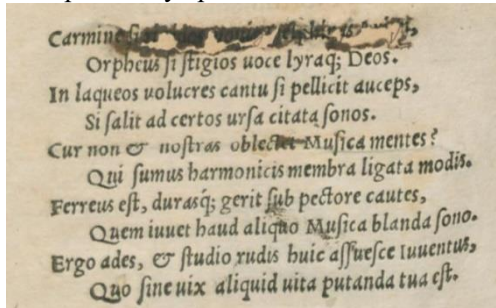 Carmine
Orpheus ſi ſtigios uoce lyraq; Deos.
In laqueos uolucres cantu ſi pellicit auceps,
Si ſalit ad certos urſa citata ſonos.
Cur non & noſtras oblectet Muſica mentes?
Qui ſumus harmonicis membra ligata modis.
Ferreus eſt, durasq́; gerit ſub pectore cautes,
Quem iuuet haud aliquo Muſica blanda ſono.
Ergo ades, & ſtudio rudis huic aſſueſce Iuuentus,
Quo ſine uix aliquid uita putanda tua eſt.